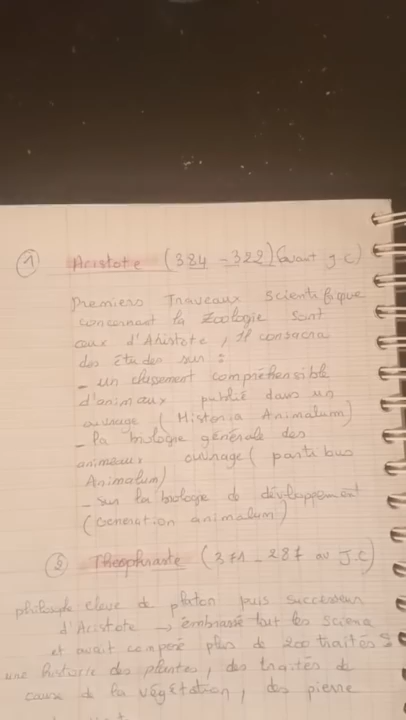 1 Aristote (384 - 322) (avant J-C)
Premiers Travaux scientifique
concernant la zoologie sont
ceux d'Aristote, il consacra
des études sur :
- un classement compréhensible
d'animaux publié dans un
ouvrage (Historia Animalum)
- la biologie générale des
animaux ouvrage (partibus
Animalum)
- sur la biologie de développement
(Generation animalum)
2 Theophraste (371 - 287 av J.C)
philosophe eleve de platon puis successeur
d'Aristote → embrassé tout les sciena
et avait composé plus de 200 traités :
une histoire des plantes, des traités de
cause de la végétation, des pierre